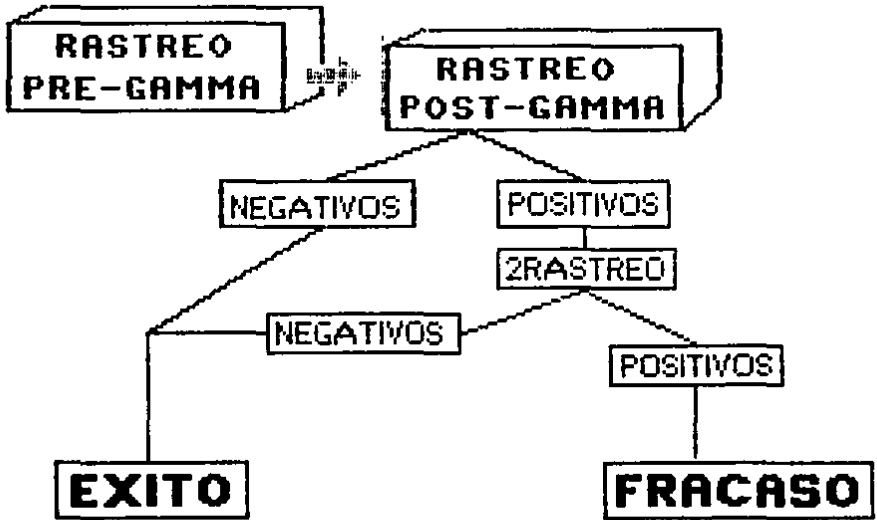 RASTREO
PRE-GAMMA
RASTREO
POST-GAMMA
NEGATIVOS
POSITIVOS
2RASTREO
NEGATIVOS
POSITIVOS
EXITO
FRACASO